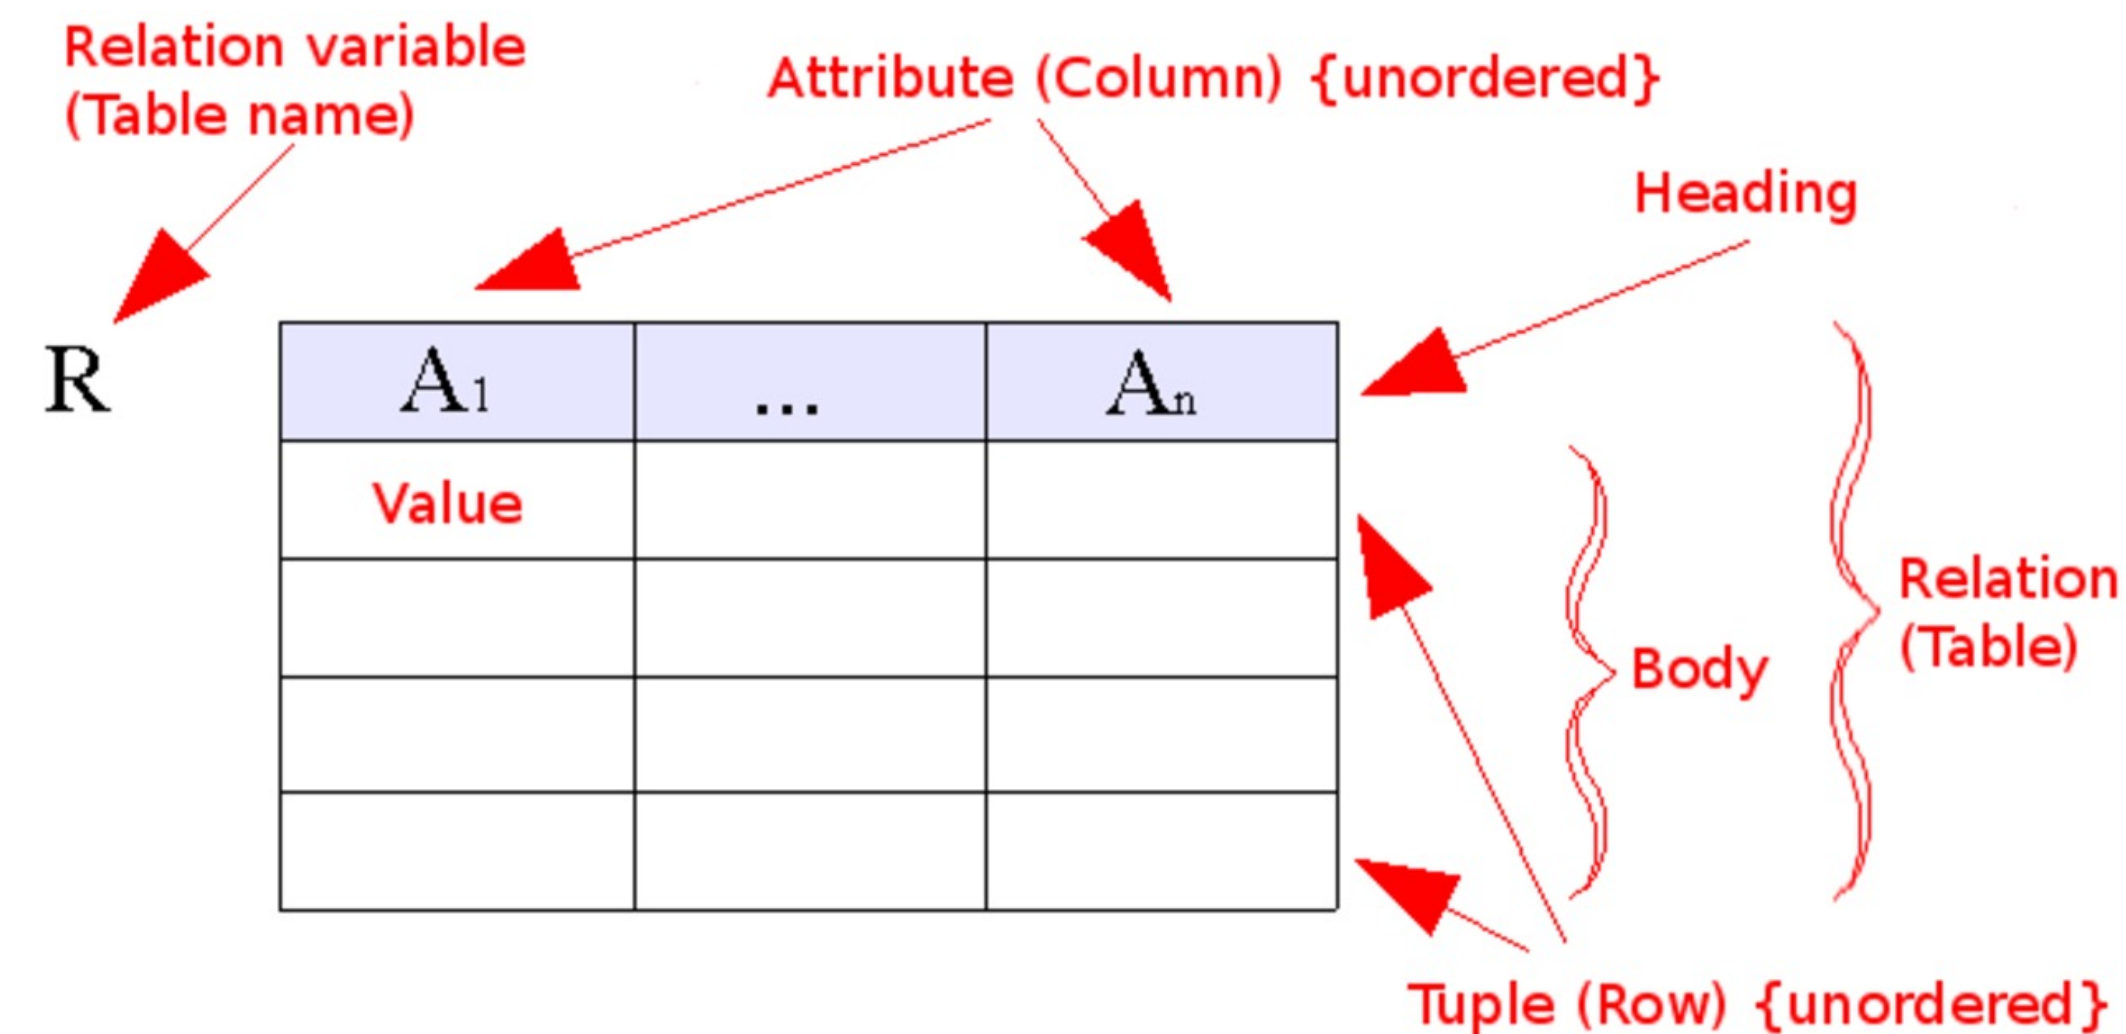 Relation variable
(Table name)
Attribute (Column) {unordered}
Heading
R
A1
...
An
Value
Relation
(Table)
Body
Tuple (Row) {unordered}